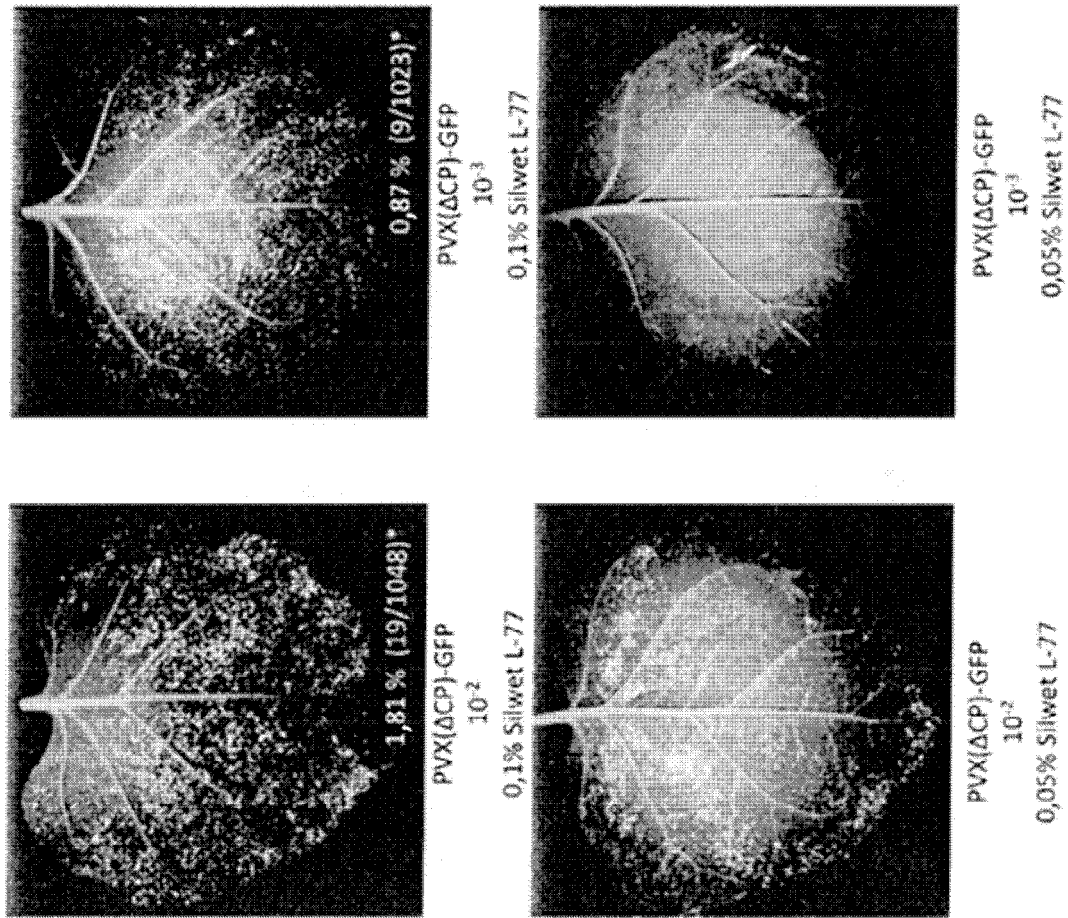 1,81 % (19/1048)*
PVX(ΔCP)-GFP
10⁻²
0,1% Silwet L-77
0,87 % (9/1023)*
PVX(ΔCP)-GFP
10⁻³
0,1% Silwet L-77
PVX(ΔCP)-GFP
10⁻²
0,05% Silwet L-77
PVX(ΔCP)-GFP
10⁻³
0,05% Silwet L-77